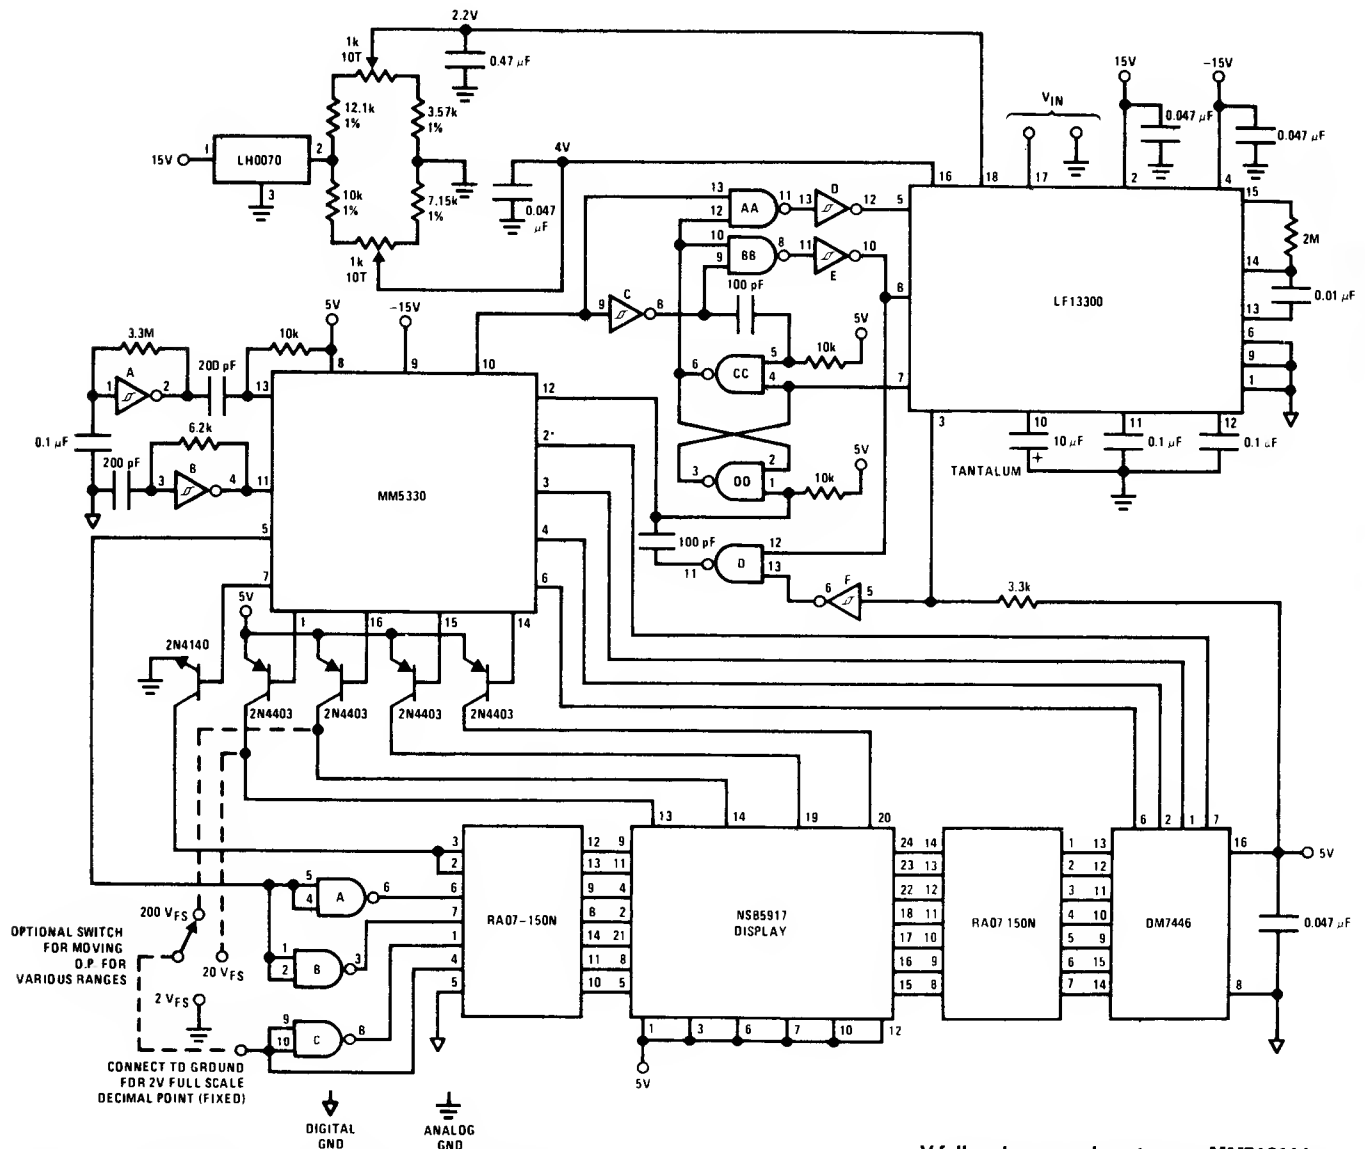 2.2V
1k
10T
0.47 μF
12.1k
1%
3.57k
1%
15V
1
LH0070
2
3
10k
1%
7.15k
1%
1k
10T
4V
0.047
μF
15V
-15V
VIN
0.047 μF
0.047 μF
16
18
17
2
4
15
2M
14
0.01 μF
13
6
9
1
LF13300
5
8
7
3
10
11
12
10 μF
+
0.1 μF
TANTALUM
13
12
AA
11
13
D
12
10
9
BB
8
11
E
10
100 pF
9
C
8
5V
10k
6
CC
5
4
3
DD
2
1
5V
10k
100 pF
11
D
12
13
6
F
5
3.3k
5V
-15V
3.3M
10k
200 pF
1
A
2
13
8
9
10
0.1 μF
6.2k
200 pF
3
B
4
11
MM5330
12
2
3
4
6
5
7
5V
1
16
15
14
2N4140
2N4403
2N4403
2N4403
2N4403
13
14
19
20
6
2
1
7
16
5V
3
2
6
7
1
4
5
RA07-150N
12
13
9
8
14
11
10
9
11
4
2
21
8
5
NSB5917
DISPLAY
24
23
22
18
17
16
15
14
13
12
11
10
9
8
RA07 150N
1
2
3
4
5
6
7
13
12
11
10
9
15
14
DM7446
0.047 μF
8
5
4
A
6
1
2
B
3
9
10
C
8
200 VFS
OPTIONAL SWITCH
FOR MOVING
D.P. FOR
VARIOUS RANGES
20 VFS
2 VFS
CONNECT TO GROUND
FOR 2V FULL SCALE
DECIMAL POINT (FIXED)
1
3
6
7
10
12
5V
DIGITAL
GND
ANALOG
GND